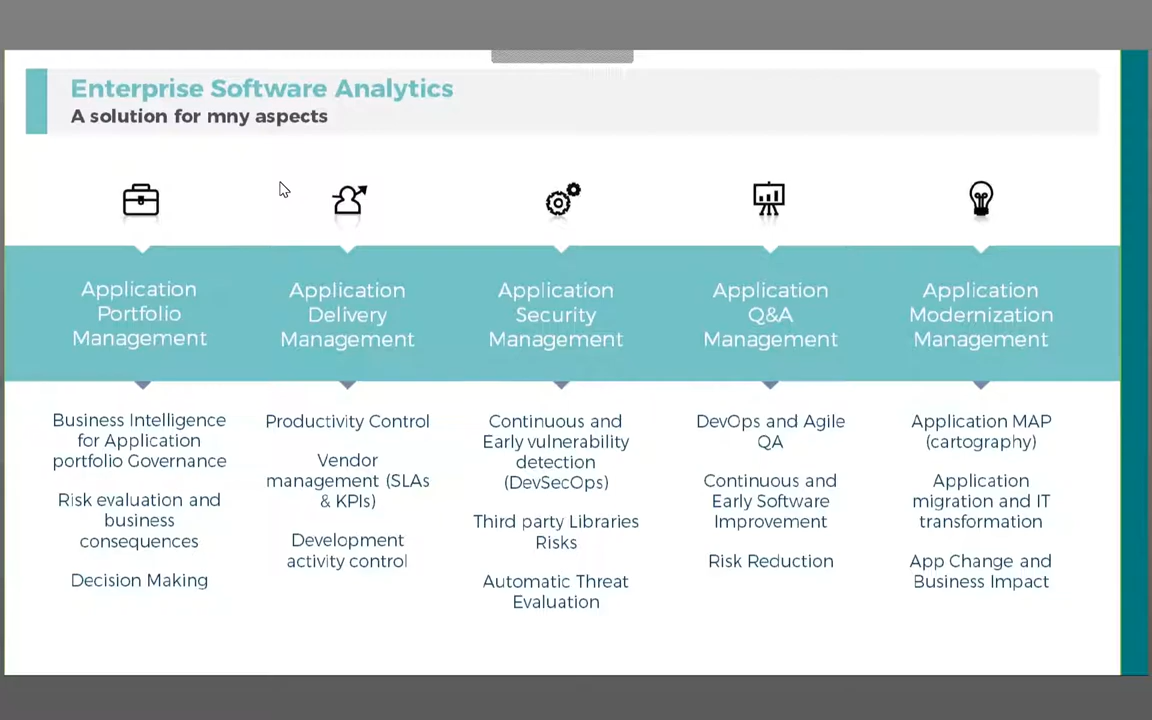 Enterprise Software Analytics
A solution for mny aspects
Application
Portfolio
Management
Application
Delivery
Management
Application
Security
Management
Application
Q&A
Management
Application
Modernization
Management
Business Intelligence
for Application
portfolio Governance
Risk evaluation and
business
consequences
Decision Making
Productivity Control
Vendor
management (SLAs
& KPIs)
Development
activity control
Continuous and
Early vulnerability
detection
(DevSecOps)
Third party Libraries
Risks
Automatic Threat
Evaluation
DevOps and Agile
QA
Continuous and
Early Software
Improvement
Risk Reduction
Application MAP
(cartography)
Application
migration and IT
transformation
App Change and
Business Impact